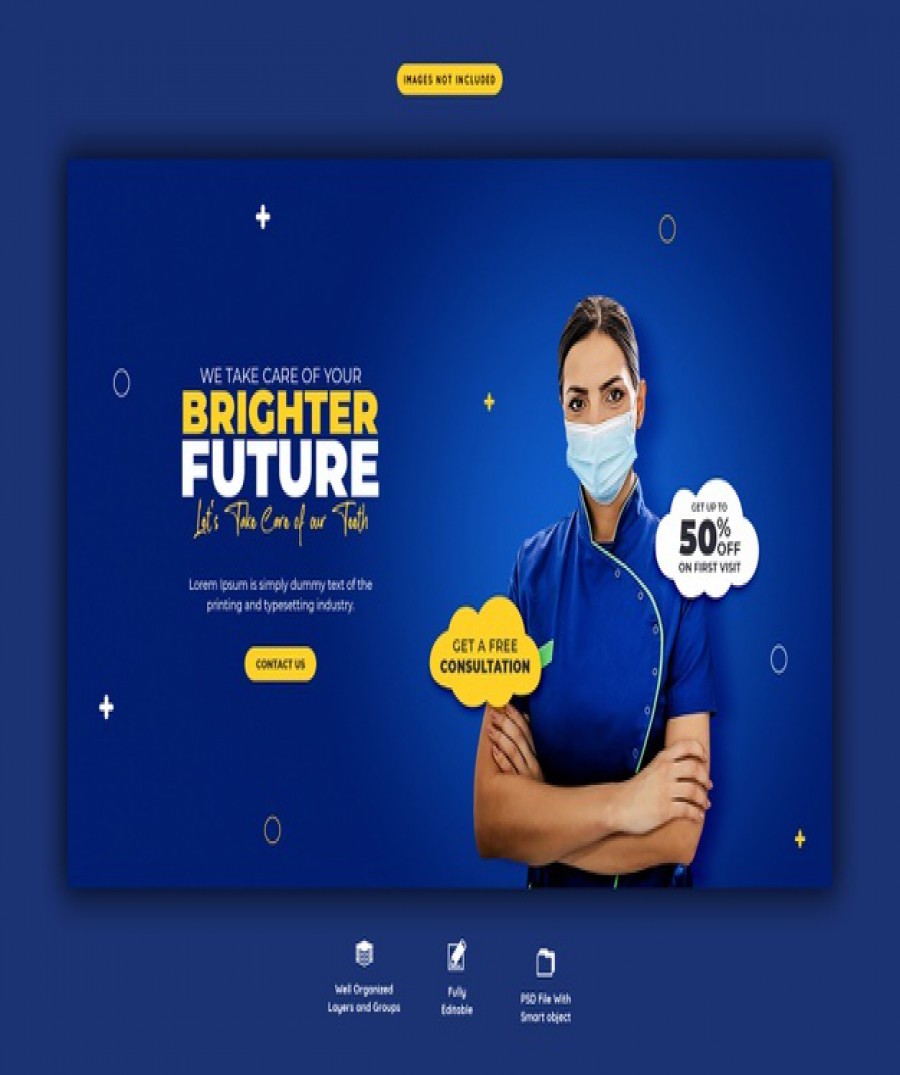 IMAGES NOT INCLUDED
WE TAKE CARE OF YOUR
BRIGHTER
FUTURE
Let's Take Care of our Teeth
Lorem Ipsum is simply dummy text of the
printing and typesetting industry.
CONTACT US
GET UP TO
50% OFF
ON FIRST VISIT
GET A FREE
CONSULTATION
Well Organized
Layers and Groups
Fully
Editable
PSD File With
Smart object